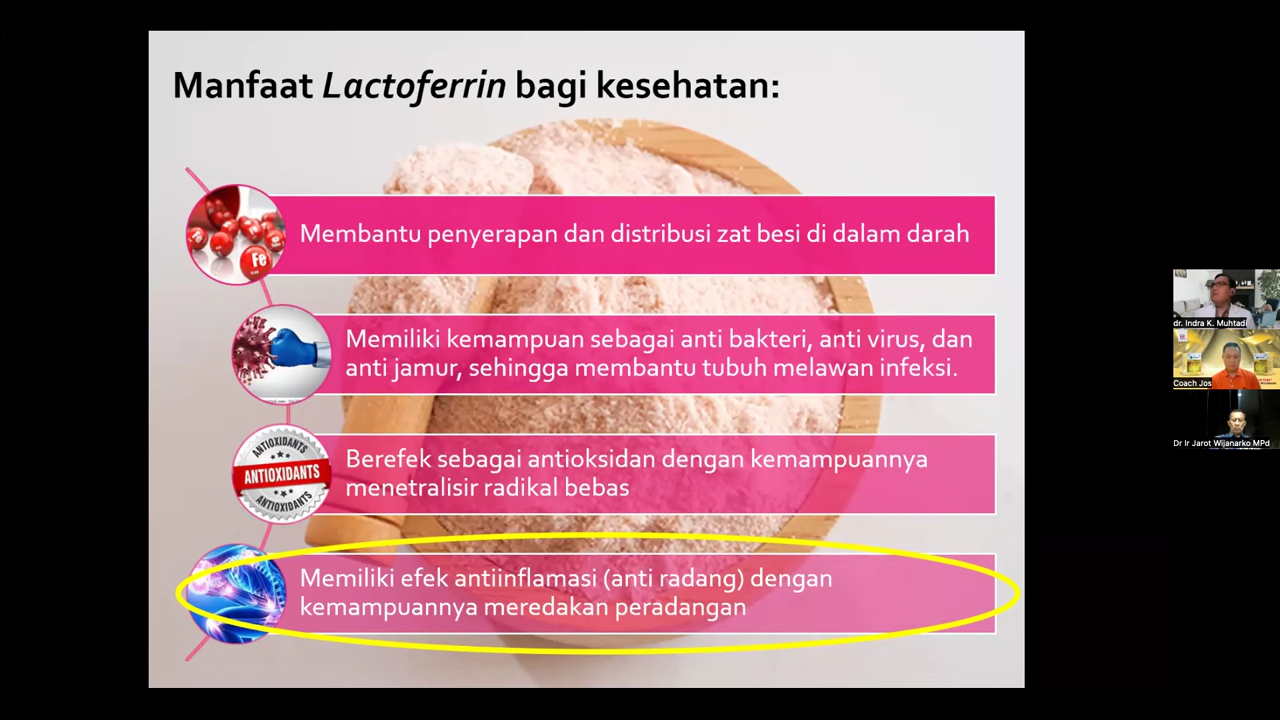 Manfaat Lactoferrin bagi kesehatan:
Fe
Fe
Membantu penyerapan dan distribusi zat besi di dalam darah
Memiliki kemampuan sebagai anti bakteri, anti virus, dan
anti jamur, sehingga membantu tubuh melawan infeksi.
ANTIOXIDANTS
ANTIOXIDANTS
ANTIOXIDANTS
Berefek sebagai antioksidan dengan kemampuannya
menetralisir radikal bebas
Memiliki efek antiinflamasi (anti radang) dengan
kemampuannya meredakan peradangan
dr. Indra K. Muhtadi
Coach Jos
Dr Ir Jarot Wijanarko MPd